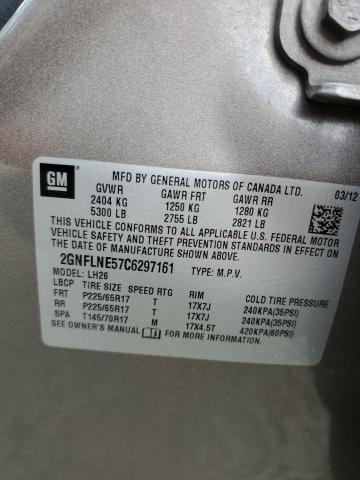 GM
MFD BY GENERAL MOTORS OF CANADA LTD. 03/12
GVWR GAWR FRT GAWR RR
2404 KG 1250 KG 1280 KG
5300 LB 2755 LB 2821 LB
THIS VEHICLE CONFORMS TO ALL APPLICABLE U.S. FEDERAL
MOTOR VEHICLE SAFETY AND THEFT PREVENTION STANDARDS IN EFFECT
ON THE DATE OF MANUFACTURE SHOWN ABOVE.
2GNFLNE57C6297161 TYPE: M.P.V.
MODEL: LH26
LBCP TIRE SIZE SPEED RTG RIM COLD TIRE PRESSURE
FRT P225/65R17 T 17X7J 240KPA(35PSI)
RR P225/65R17 T 17X7J 240KPA(35PSI)
SPA T145/70R17 M 17X4.5T 420KPA(60PSI)
SEE OWNER'S MANUAL FOR MORE INFORMATION.